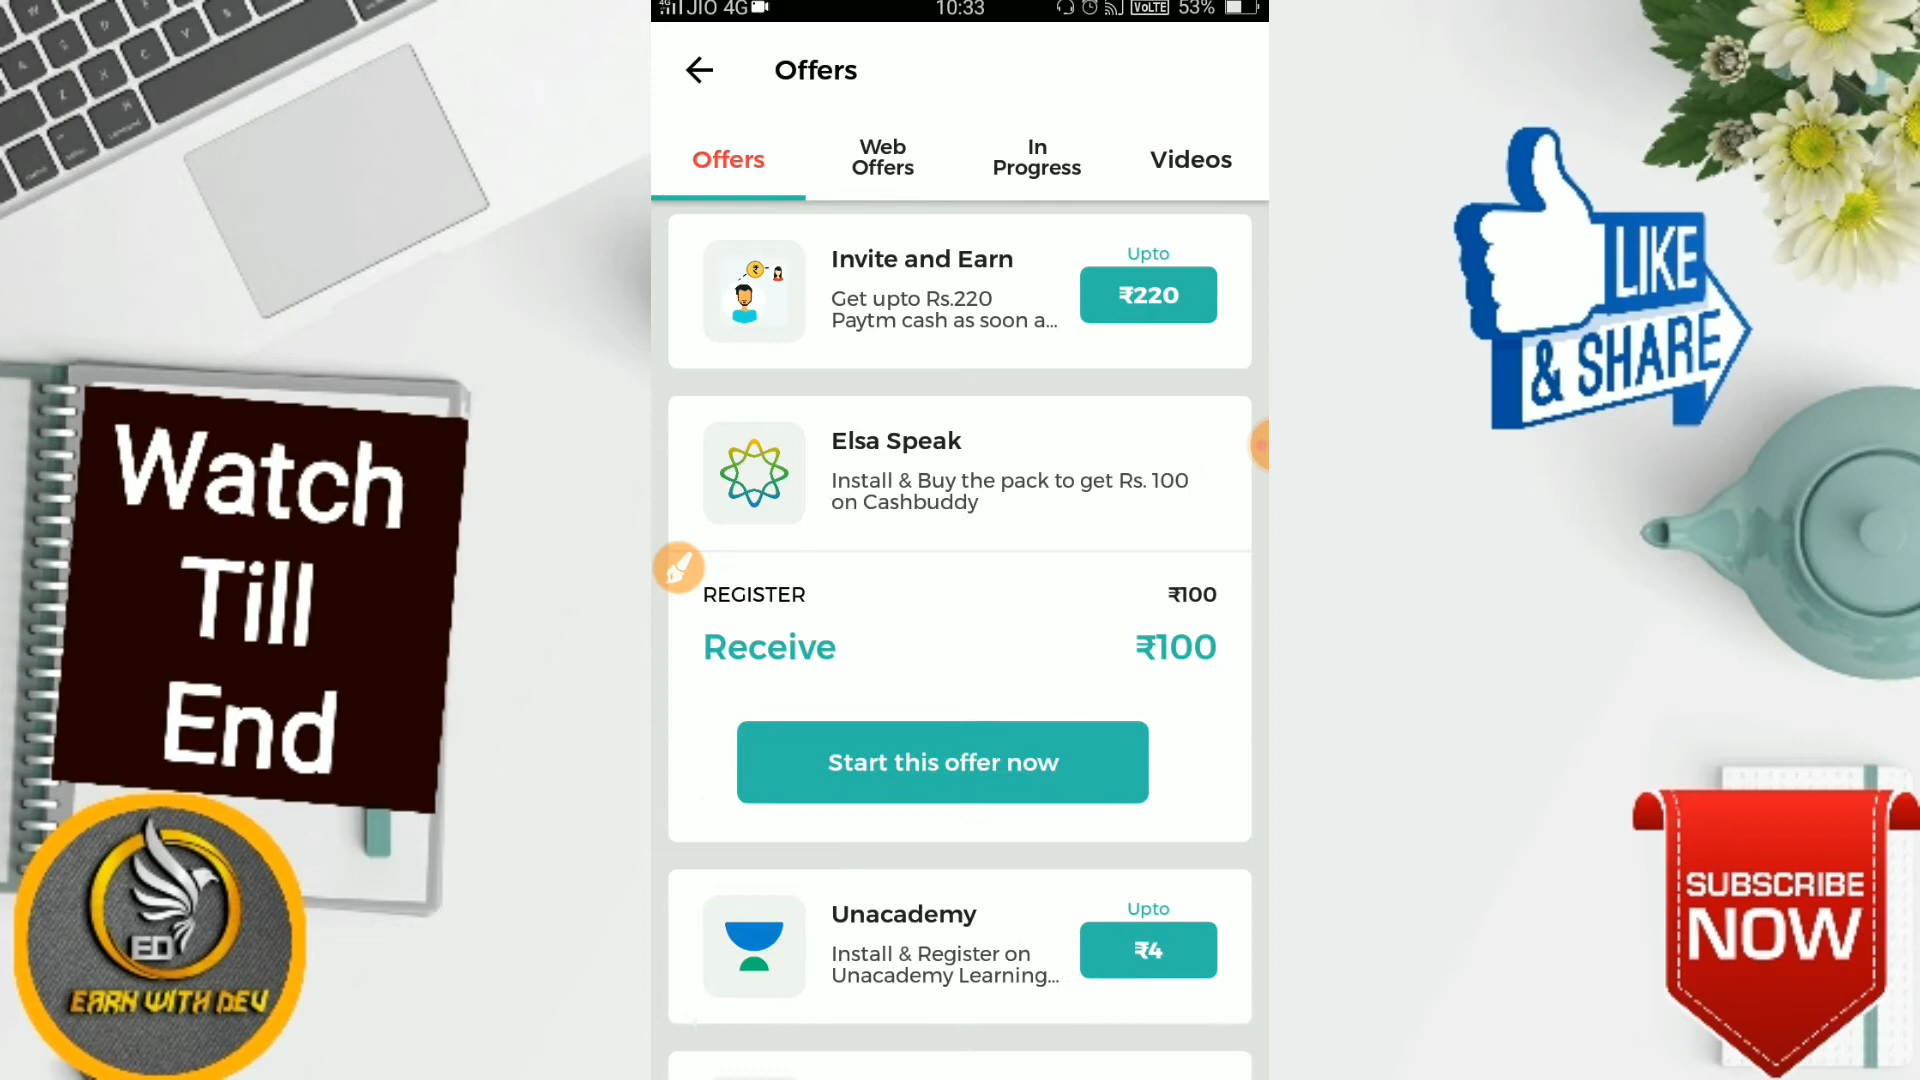 JIO 4G
10:33
VoLTE 53%
Offers
Offers
Web
Offers
In
Progress
Videos
Invite and Earn
Get upto Rs.220
Paytm cash as soon a...
Upto
₹220
Elsa Speak
Install & Buy the pack to get Rs. 100
on Cashbuddy
REGISTER
₹100
Receive
₹100
Start this offer now
Unacademy
Install & Register on
Unacademy Learning...
Upto
₹4
Watch
Till
End
ED
EARN WITH DEV
LIKE
& SHARE
SUBSCRIBE
NOW